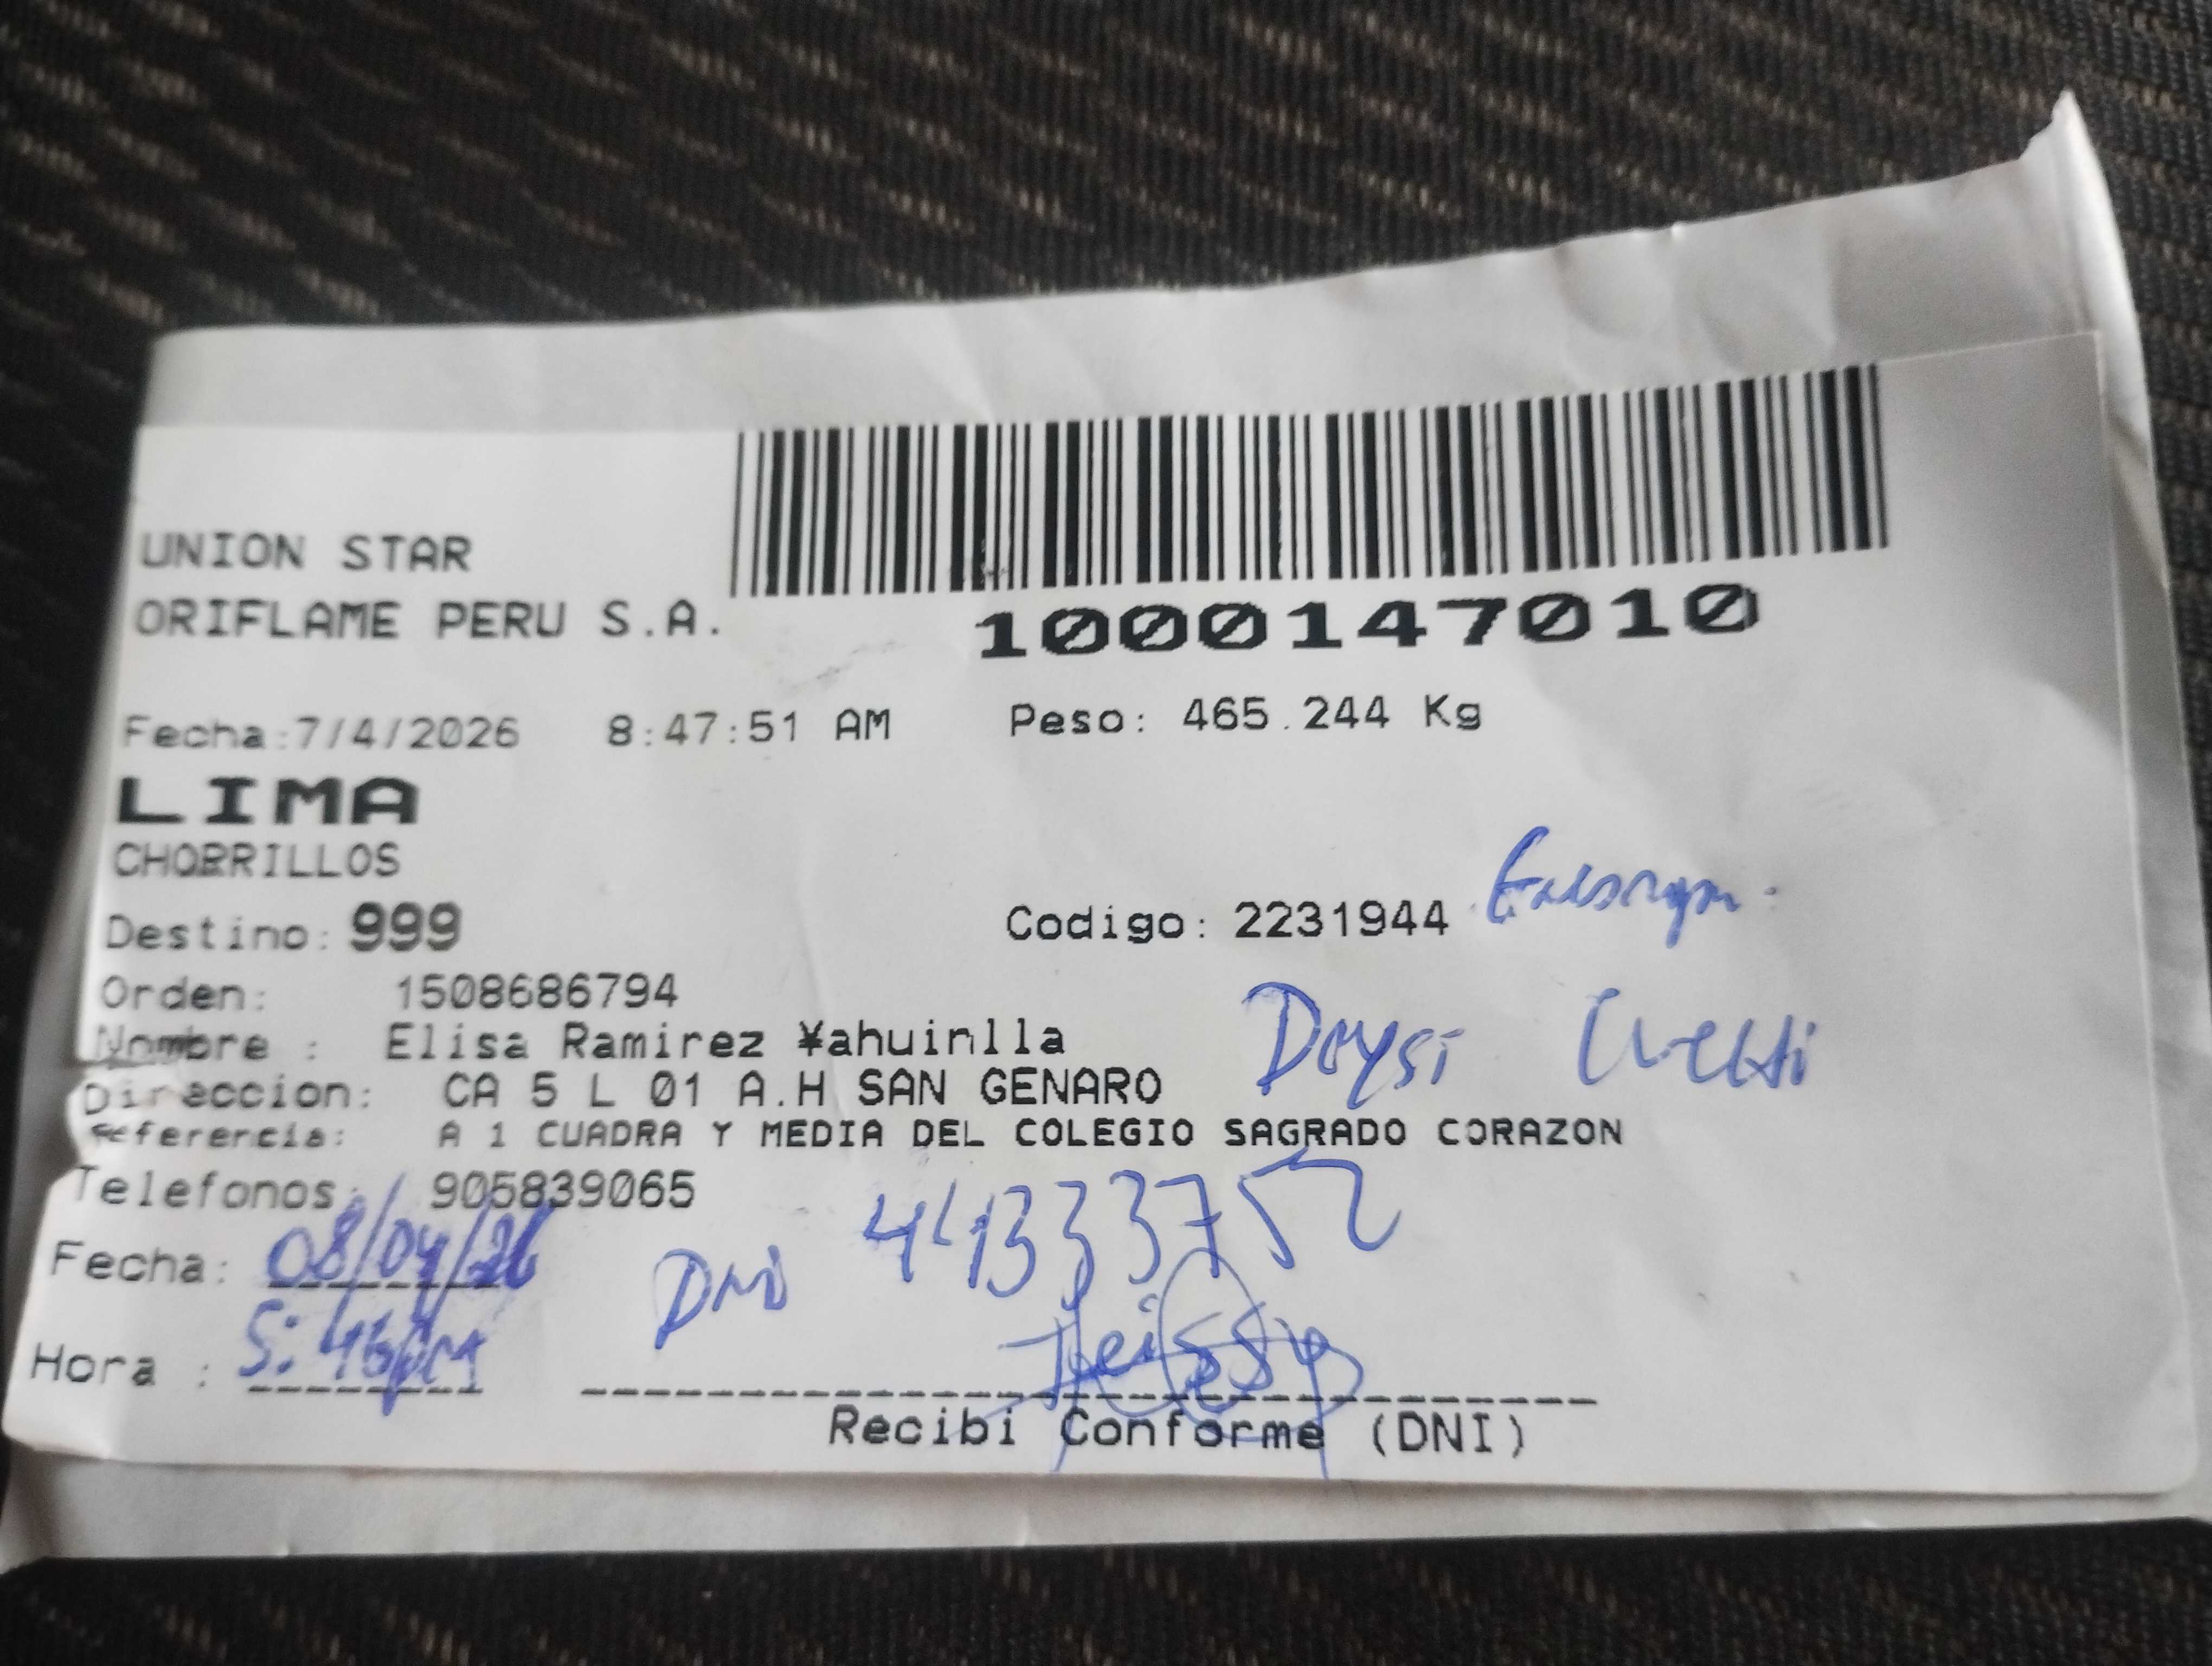 UNION STAR
ORIFLAME PERU S.A.
1000147010
Fecha:7/4/2026 8:47:51 AM Peso: 465.244 Kg
LIMA
CHORRILLOS
Destino: 999 Codigo: 2231944
Orden: 1508686794
Nombre : Elisa Ramirez ¥ahuinlla
Deysi
Direccion: CA 5 L 01 A.H SAN GENARO
Referencia: A 1 CUADRA Y MEDIA DEL COLEGIO SAGRADO CORAZON
Telefonos: 905839065
Fecha: 08/04/26 DNI
Hora : 5:46pm
Recibi Conforme (DNI)